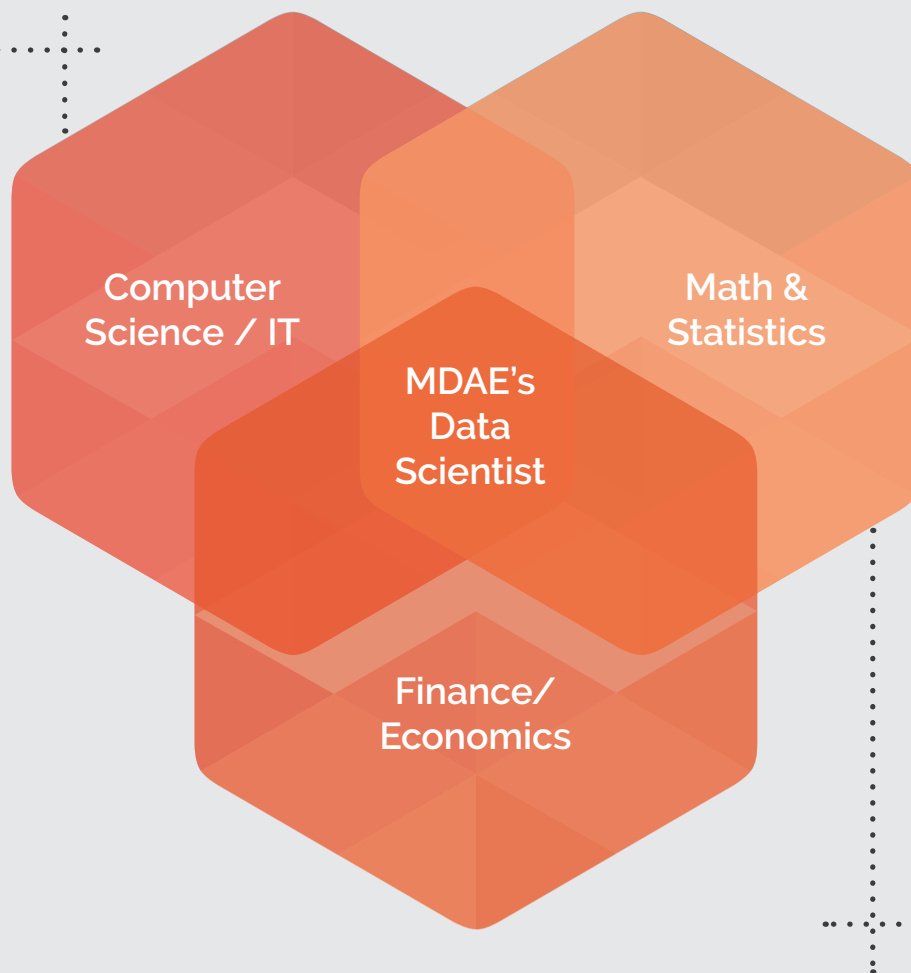 Computer
Science / IT
Math &
Statistics
MDAE's
Data
Scientist
Finance/
Economics